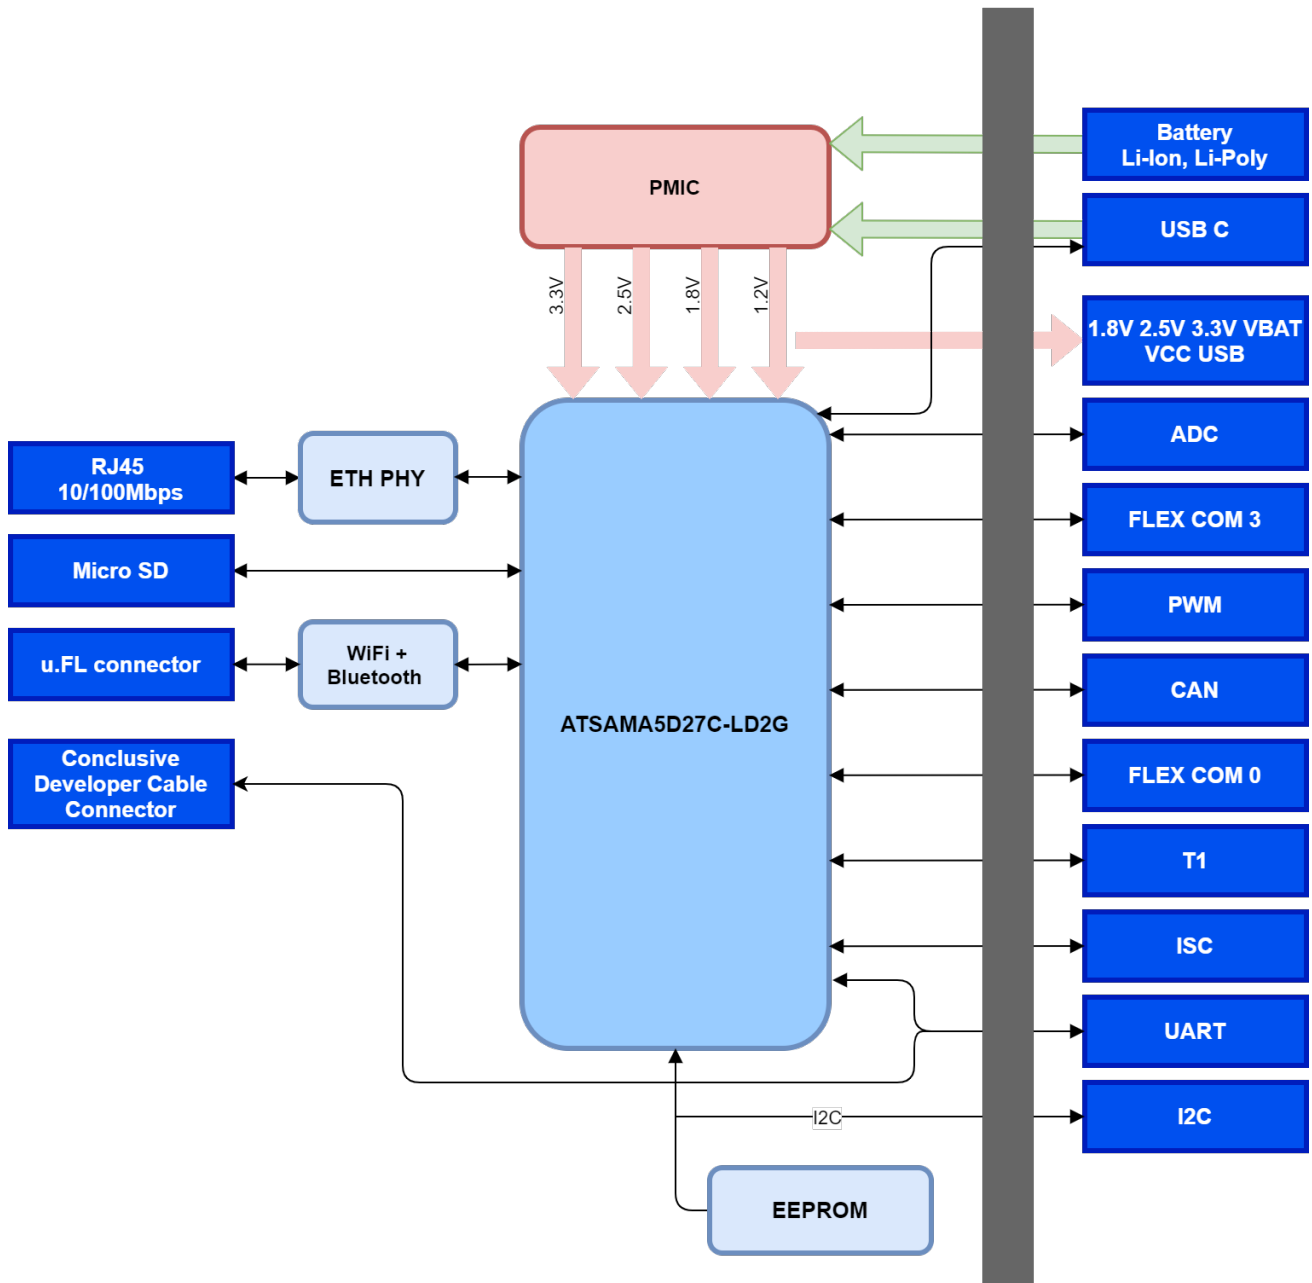 Battery
Li-Ion, Li-Poly
PMIC
USB C
3.3V
2.5V
1.8V
1.2V
1.8V 2.5V 3.3V VBAT
VCC USB
ADC
RJ45
10/100Mbps
ETH PHY
FLEX COM 3
Micro SD
PWM
u.FL connector
WiFi +
Bluetooth
CAN
ATSAMA5D27C-LD2G
Conclusive
Developer Cable
Connector
FLEX COM 0
T1
ISC
UART
I2C
I2C
EEPROM